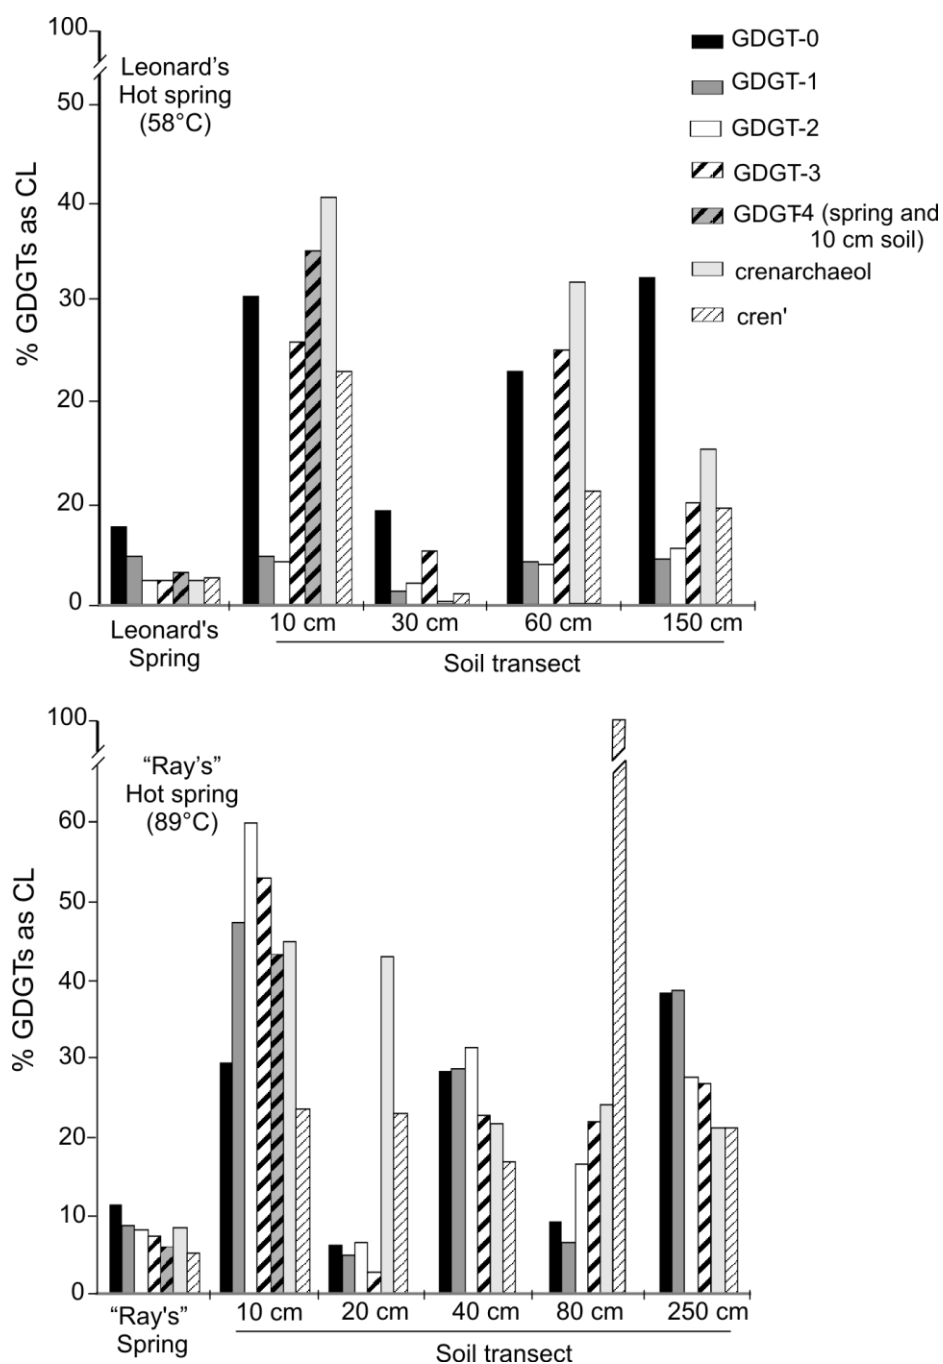 100
50
40
30
20
20
0
% GDGTs as CL
Leonard's
Hot spring
(58°C)
GDGT-0
GDGT-1
GDGT-2
GDGT-3
GDGT-4 (spring and
10 cm soil)
crenarchaeol
cren'
Leonard's
Spring
10 cm
30 cm
60 cm
150 cm
Soil transect
100
60
50
40
30
20
10
0
% GDGTs as CL
“Ray’s”
Hot spring
(89°C)
“Ray's”
Spring
10 cm
20 cm
40 cm
80 cm
250 cm
Soil transect